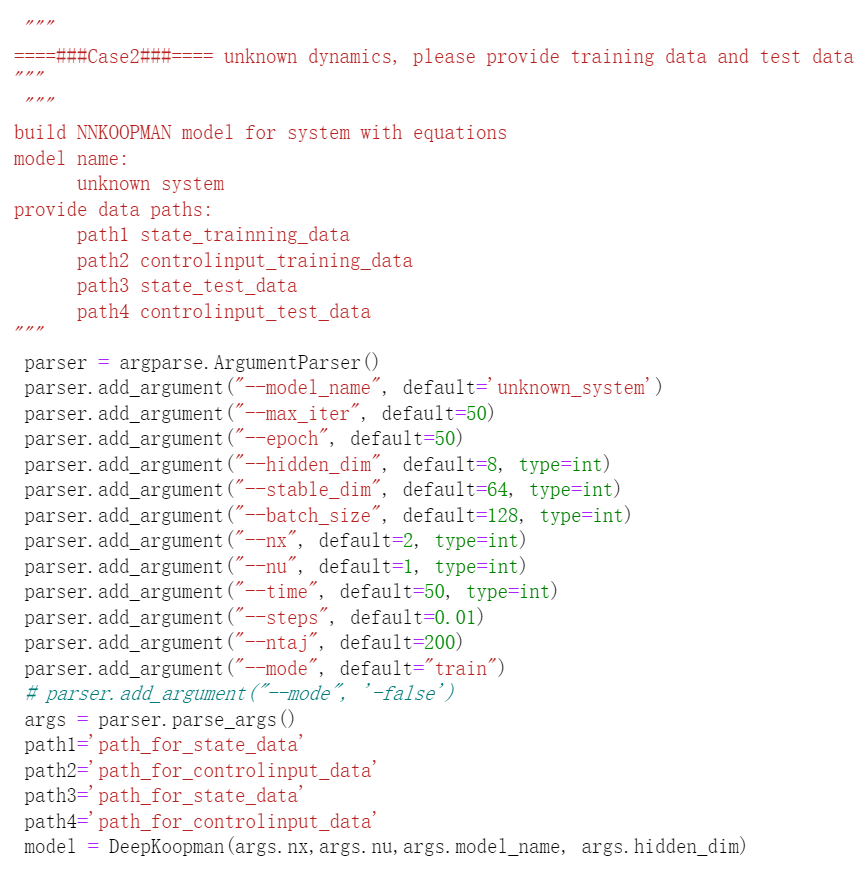 """
====###Case2###==== unknown dynamics, please provide training data and test data
"""
"""
build NNKOOPMAN model for system with equations
model name:
      unknown system
provide data paths:
      path1 state_trainning_data
      path2 controlinput_training_data
      path3 state_test_data
      path4 controlinput_test_data
"""
parser = argparse.ArgumentParser()
parser.add_argument("--model_name", default='unknown_system')
parser.add_argument("--max_iter", default=50)
parser.add_argument("--epoch", default=50)
parser.add_argument("--hidden_dim", default=8, type=int)
parser.add_argument("--stable_dim", default=64, type=int)
parser.add_argument("--batch_size", default=128, type=int)
parser.add_argument("--nx", default=2, type=int)
parser.add_argument("--nu", default=1, type=int)
parser.add_argument("--time", default=50, type=int)
parser.add_argument("--steps", default=0.01)
parser.add_argument("--ntaj", default=200)
parser.add_argument("--mode", default="train")
# parser.add_argument("--mode", '-false')
args = parser.parse_args()
path1='path_for_state_data'
path2='path_for_controlinput_data'
path3='path_for_state_data'
path4='path_for_controlinput_data'
model = DeepKoopman(args.nx,args.nu,args.model_name, args.hidden_dim)